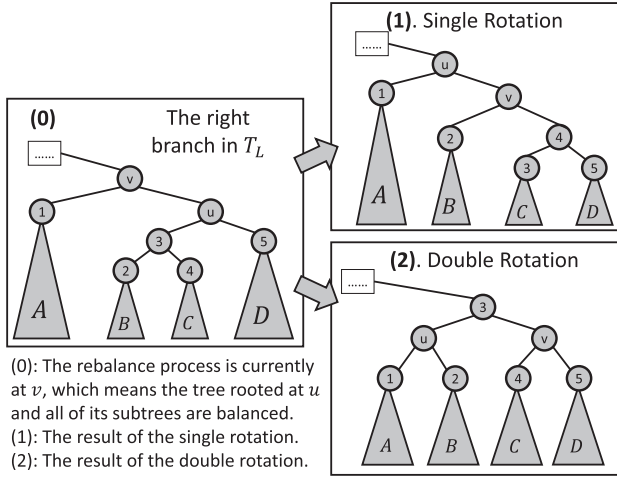 (0)
The right
branch in T_L
......
v
1
u
3
5
2
4
A
B
C
D
(1). Single Rotation
......
u
1
v
2
4
3
5
A
B
C
D
(2). Double Rotation
......
3
u
v
1
2
4
5
A
B
C
D
(0): The rebalance process is currently
at v, which means the tree rooted at u
and all of its subtrees are balanced.
(1): The result of the single rotation.
(2): The result of the double rotation.